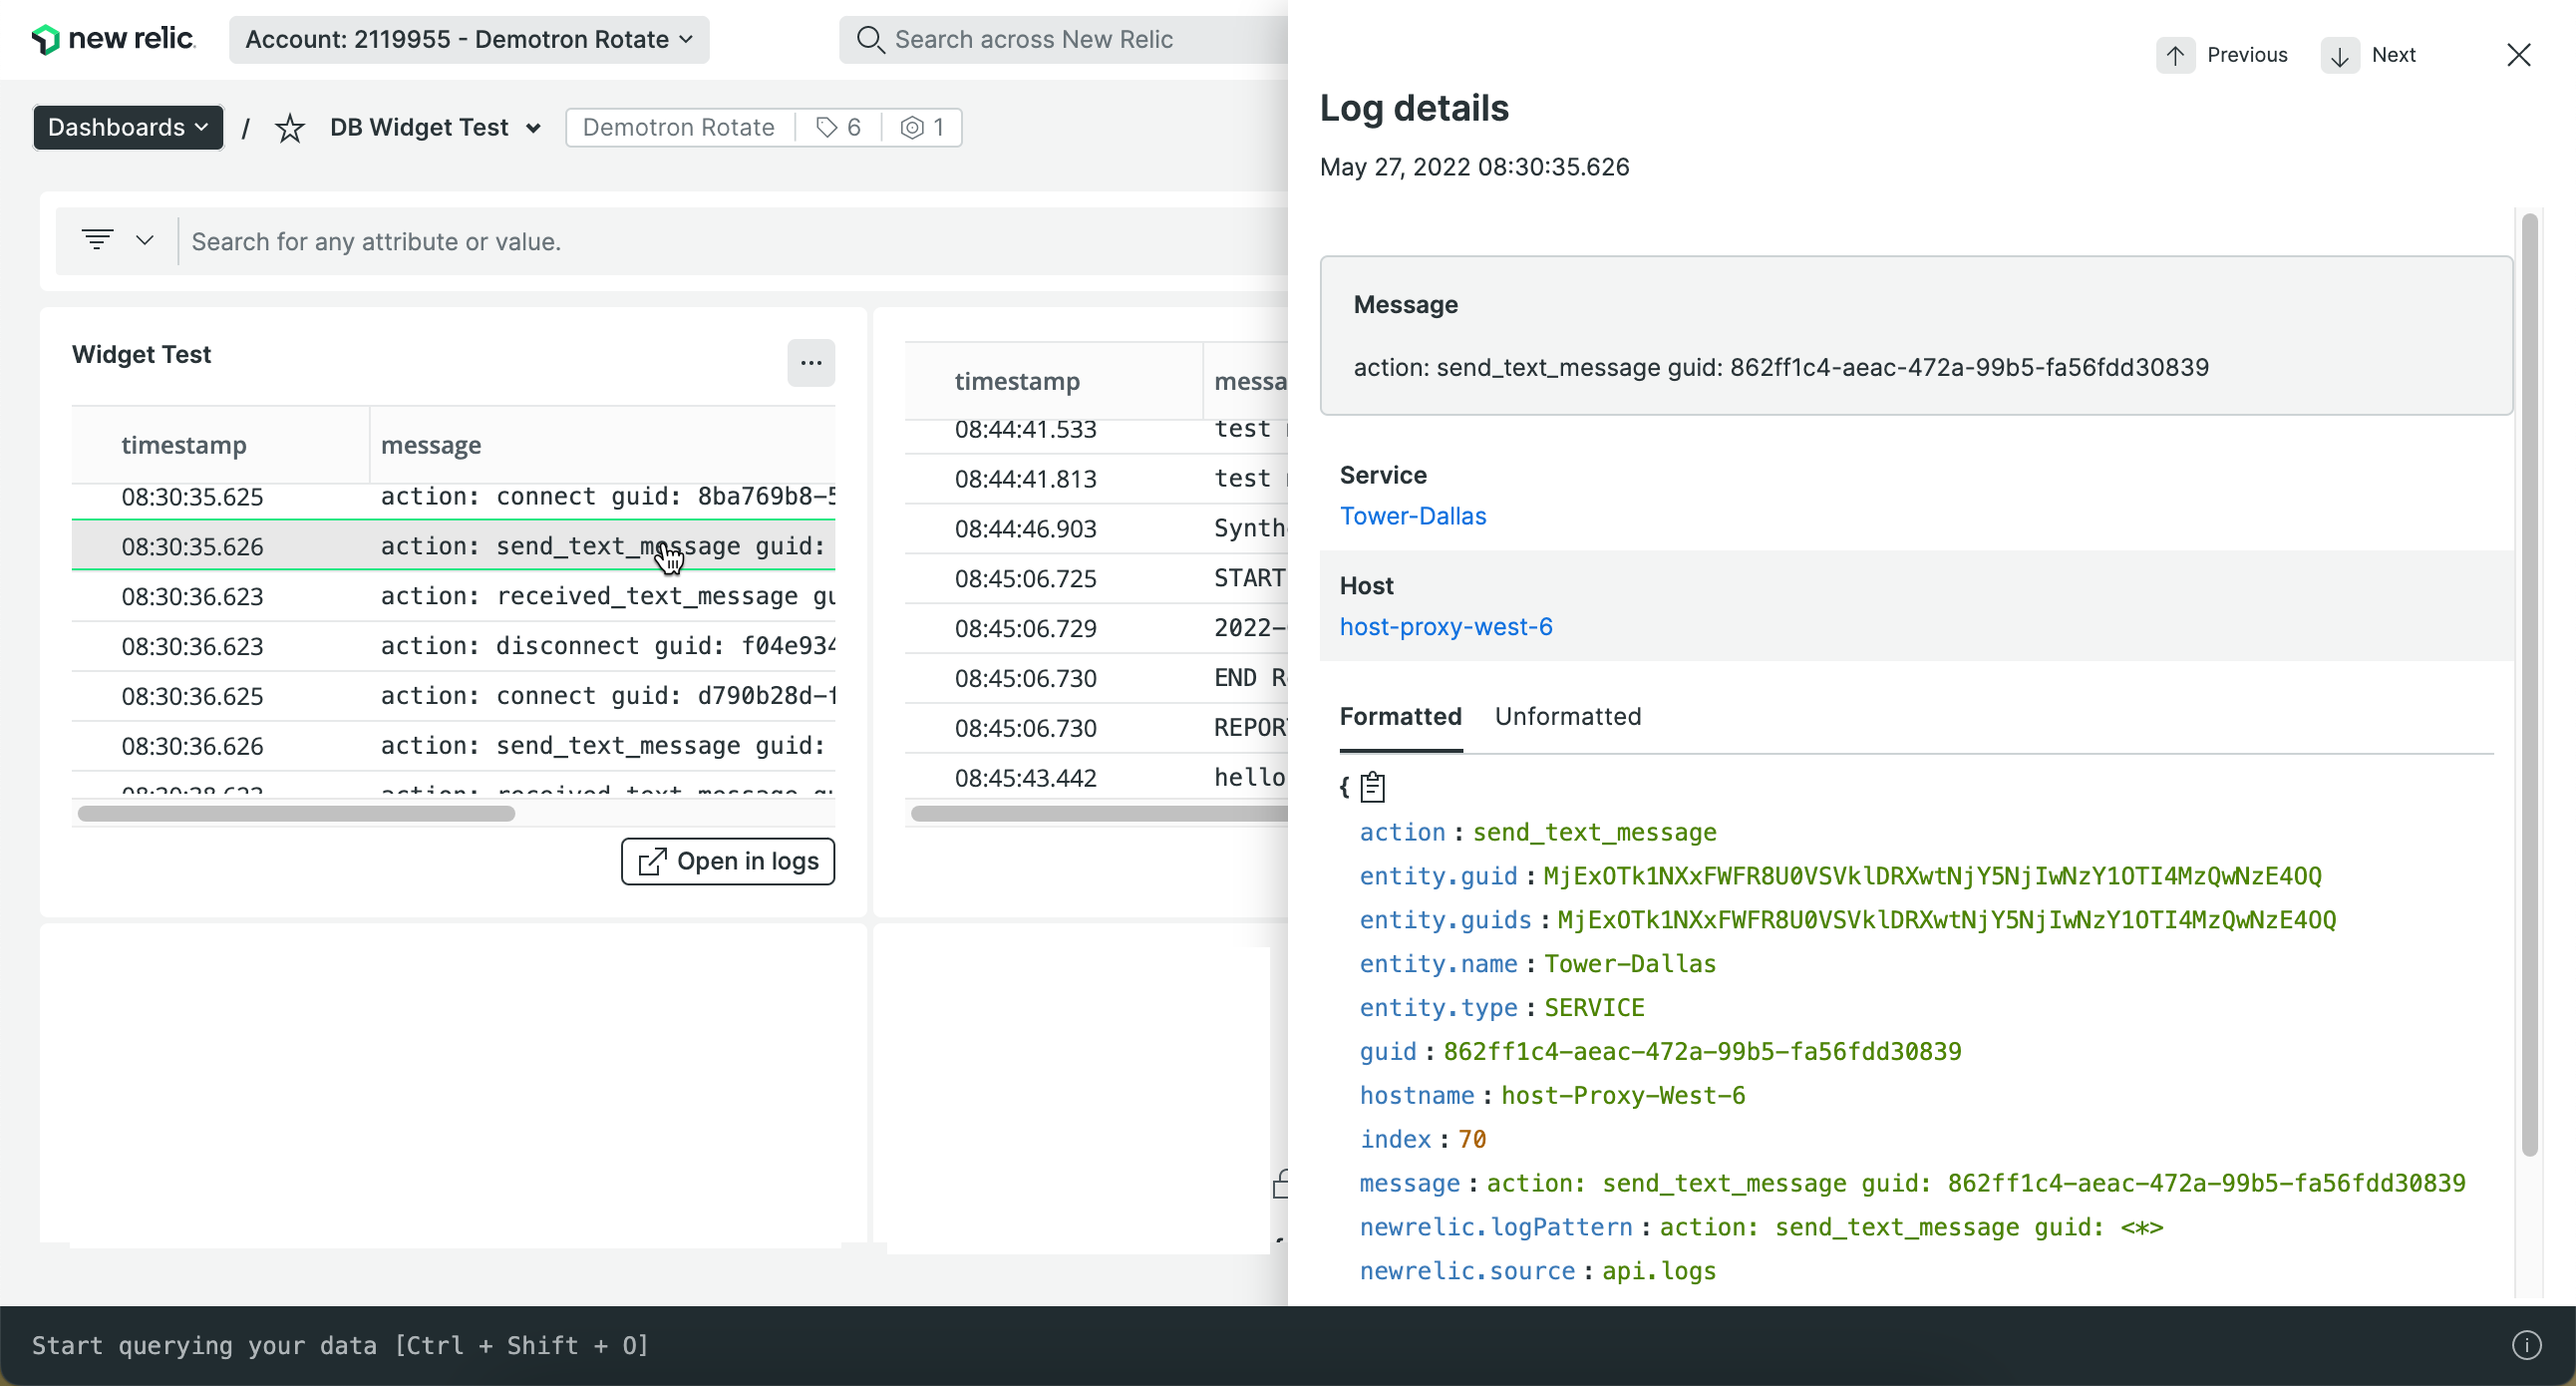 new relic.
Account: 2119955 - Demotron Rotate
Search across New Relic
Dashboards
/
DB Widget Test
Demotron Rotate
6
1
Search for any attribute or value.
Widget Test
...
timestamp
message
08:30:35.625
action: connect guid: 8ba769b8-5
08:30:35.626
action: send_text_message guid:
08:30:36.623
action: received_text_message gu
08:30:36.623
action: disconnect guid: f04e934
08:30:36.625
action: connect guid: d790b28d-f
08:30:36.626
action: send_text_message guid:
Open in logs
timestamp
messa
08:44:41.533
test
08:44:41.813
test
08:44:46.903
Synth
08:45:06.725
START
08:45:06.729
2022-
08:45:06.730
END R
08:45:06.730
REPOR
08:45:43.442
hello
Previous
Next
Log details
May 27, 2022 08:30:35.626
Message
action: send_text_message guid: 862ff1c4-aeac-472a-99b5-fa56fdd30839
Service
Tower-Dallas
Host
host-proxy-west-6
Formatted
Unformatted
{
action : send_text_message
entity.guid : MjExOTk1NXxFWFR8U0VSVklDRXwtNjY5NjIwNzY1OTI4MzQwNzE4OQ
entity.guids : MjExOTk1NXxFWFR8U0VSVklDRXwtNjY5NjIwNzY1OTI4MzQwNzE4OQ
entity.name : Tower-Dallas
entity.type : SERVICE
guid : 862ff1c4-aeac-472a-99b5-fa56fdd30839
hostname : host-Proxy-West-6
index : 70
message : action: send_text_message guid: 862ff1c4-aeac-472a-99b5-fa56fdd30839
newrelic.logPattern : action: send_text_message guid: <*>
newrelic.source : api.logs
Start querying your data [Ctrl + Shift + O]